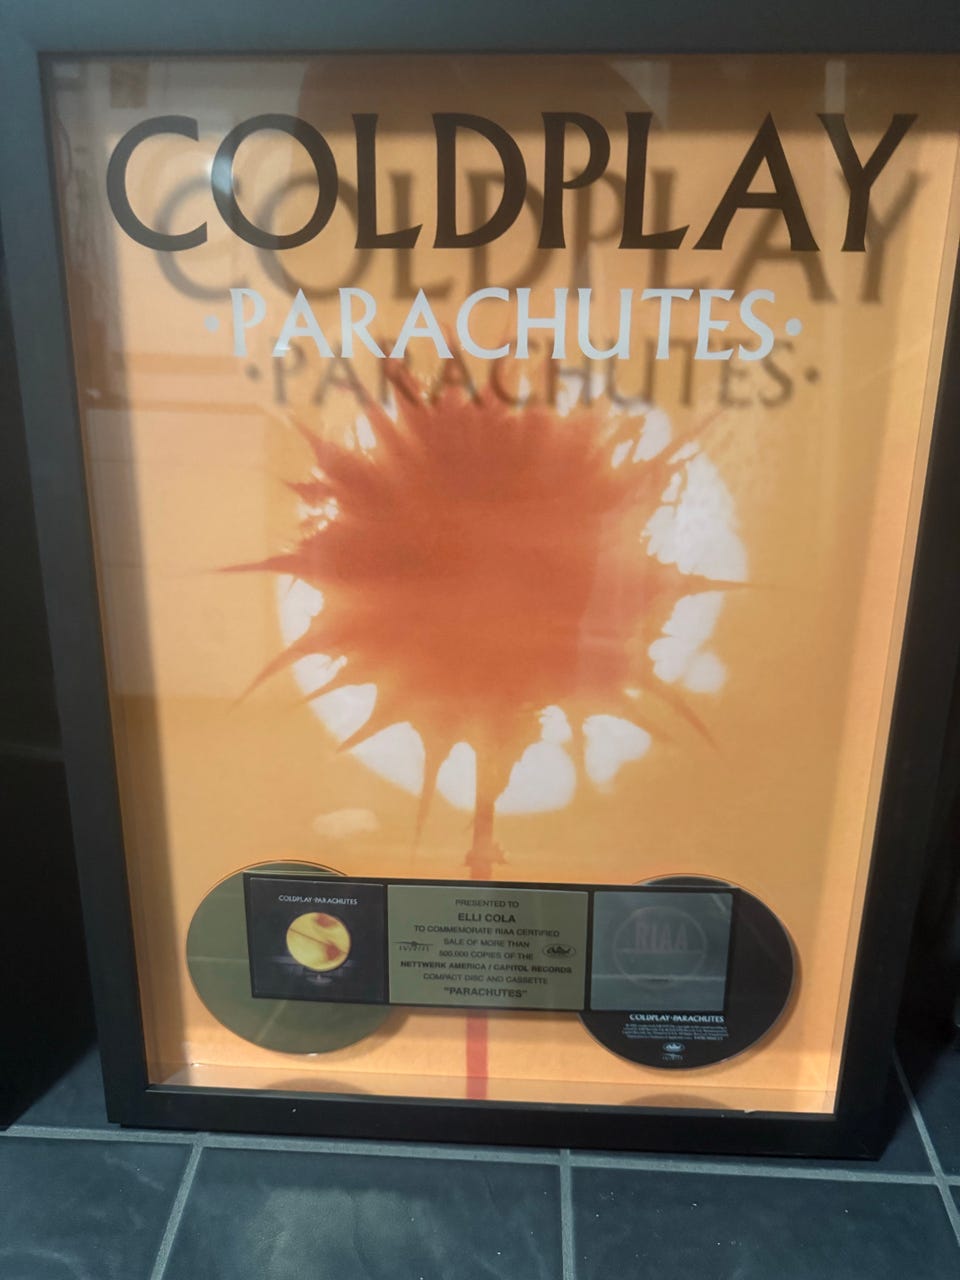 COLDPLAY
·PARACHUTES·
COLDPLAY·PARACHUTES
PRESENTED TO
ELLI COLA
TO COMMEMORATE RIAA CERTIFIED
SALE OF MORE THAN
500,000 COPIES OF THE
NETTWERK AMERICA / CAPITOL RECORDS
COMPACT DISC AND CASSETTE
"PARACHUTES"
Capitol
RIAA
COLDPLAY·PARACHUTES